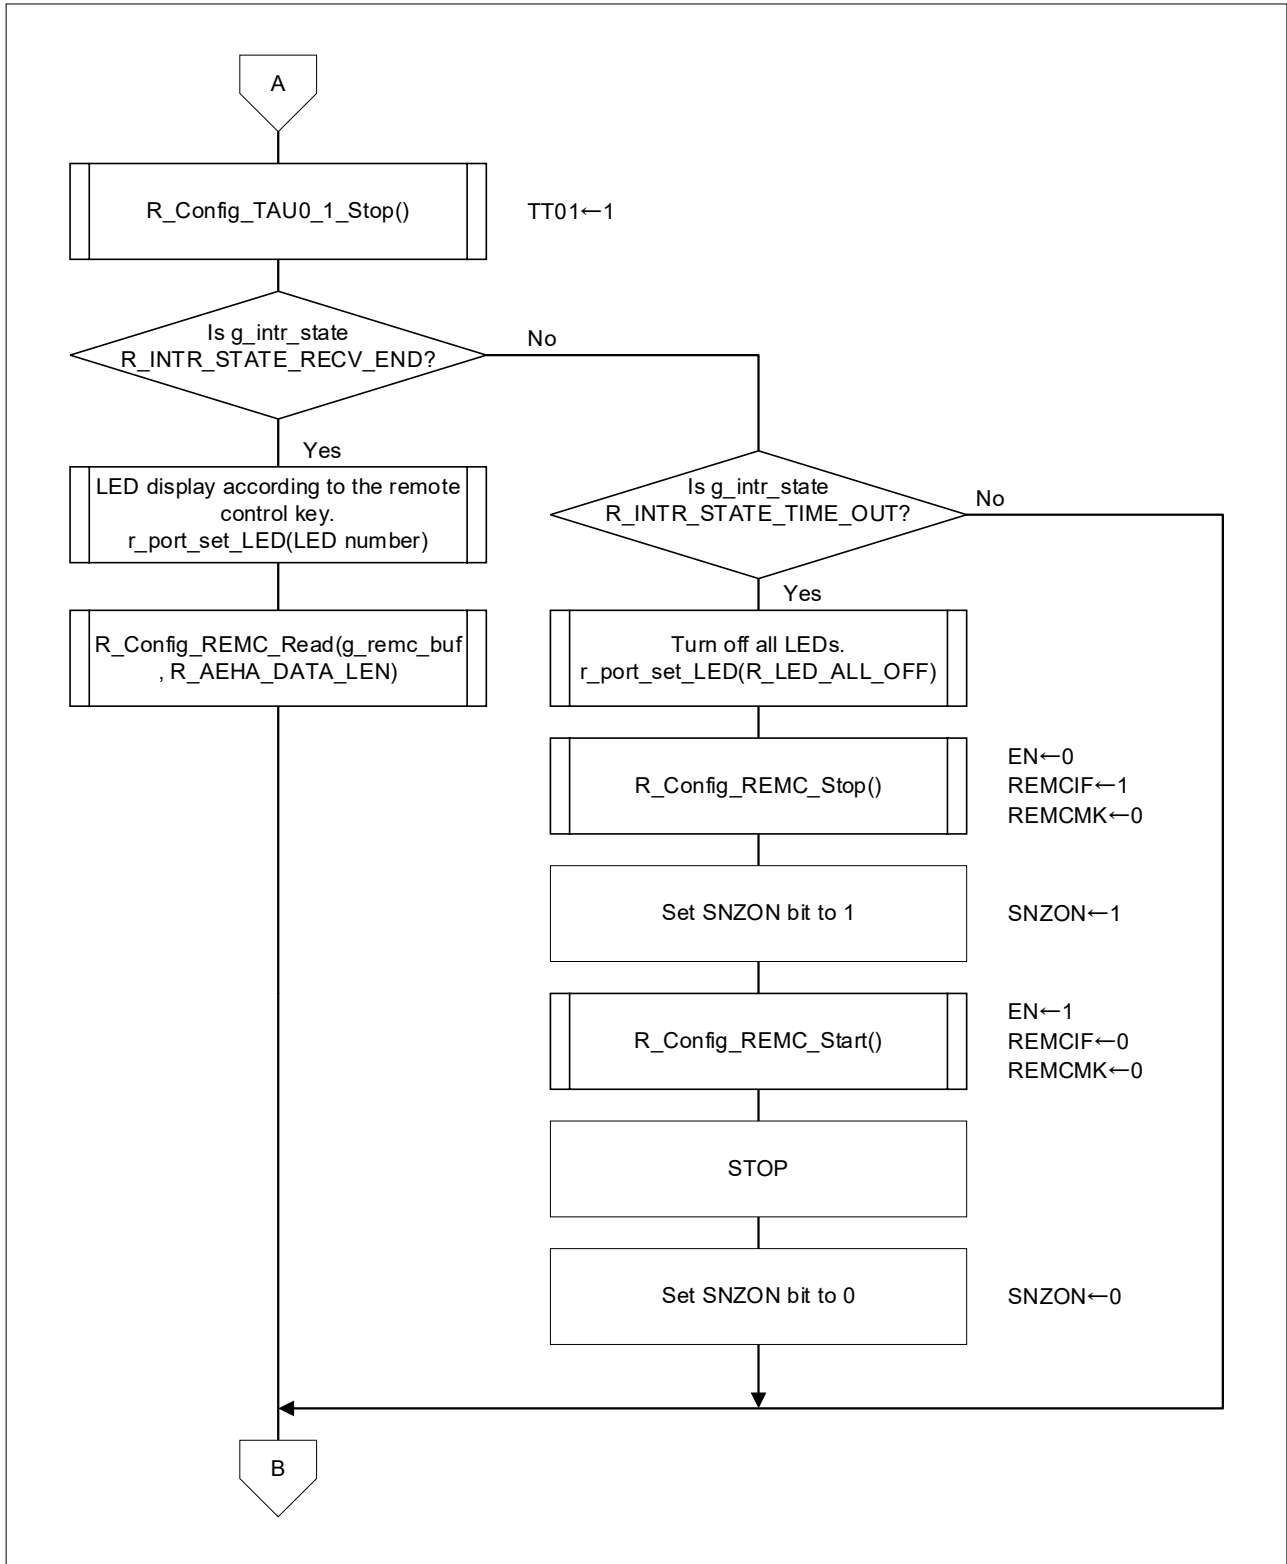 A
R_Config_TAU0_1_Stop()
TT01←1
Is g_intr_state
R_INTR_STATE_RECV_END?
No
Yes
LED display according to the remote
control key.
r_port_set_LED(LED number)
R_Config_REMC_Read(g_remc_buf
, R_AEHA_DATA_LEN)
Is g_intr_state
R_INTR_STATE_TIME_OUT?
No
Yes
Turn off all LEDs.
r_port_set_LED(R_LED_ALL_OFF)
R_Config_REMC_Stop()
EN←0
REMCIF←1
REMCMK←0
Set SNZON bit to 1
SNZON←1
R_Config_REMC_Start()
EN←1
REMCIF←0
REMCMK←0
STOP
Set SNZON bit to 0
SNZON←0
B